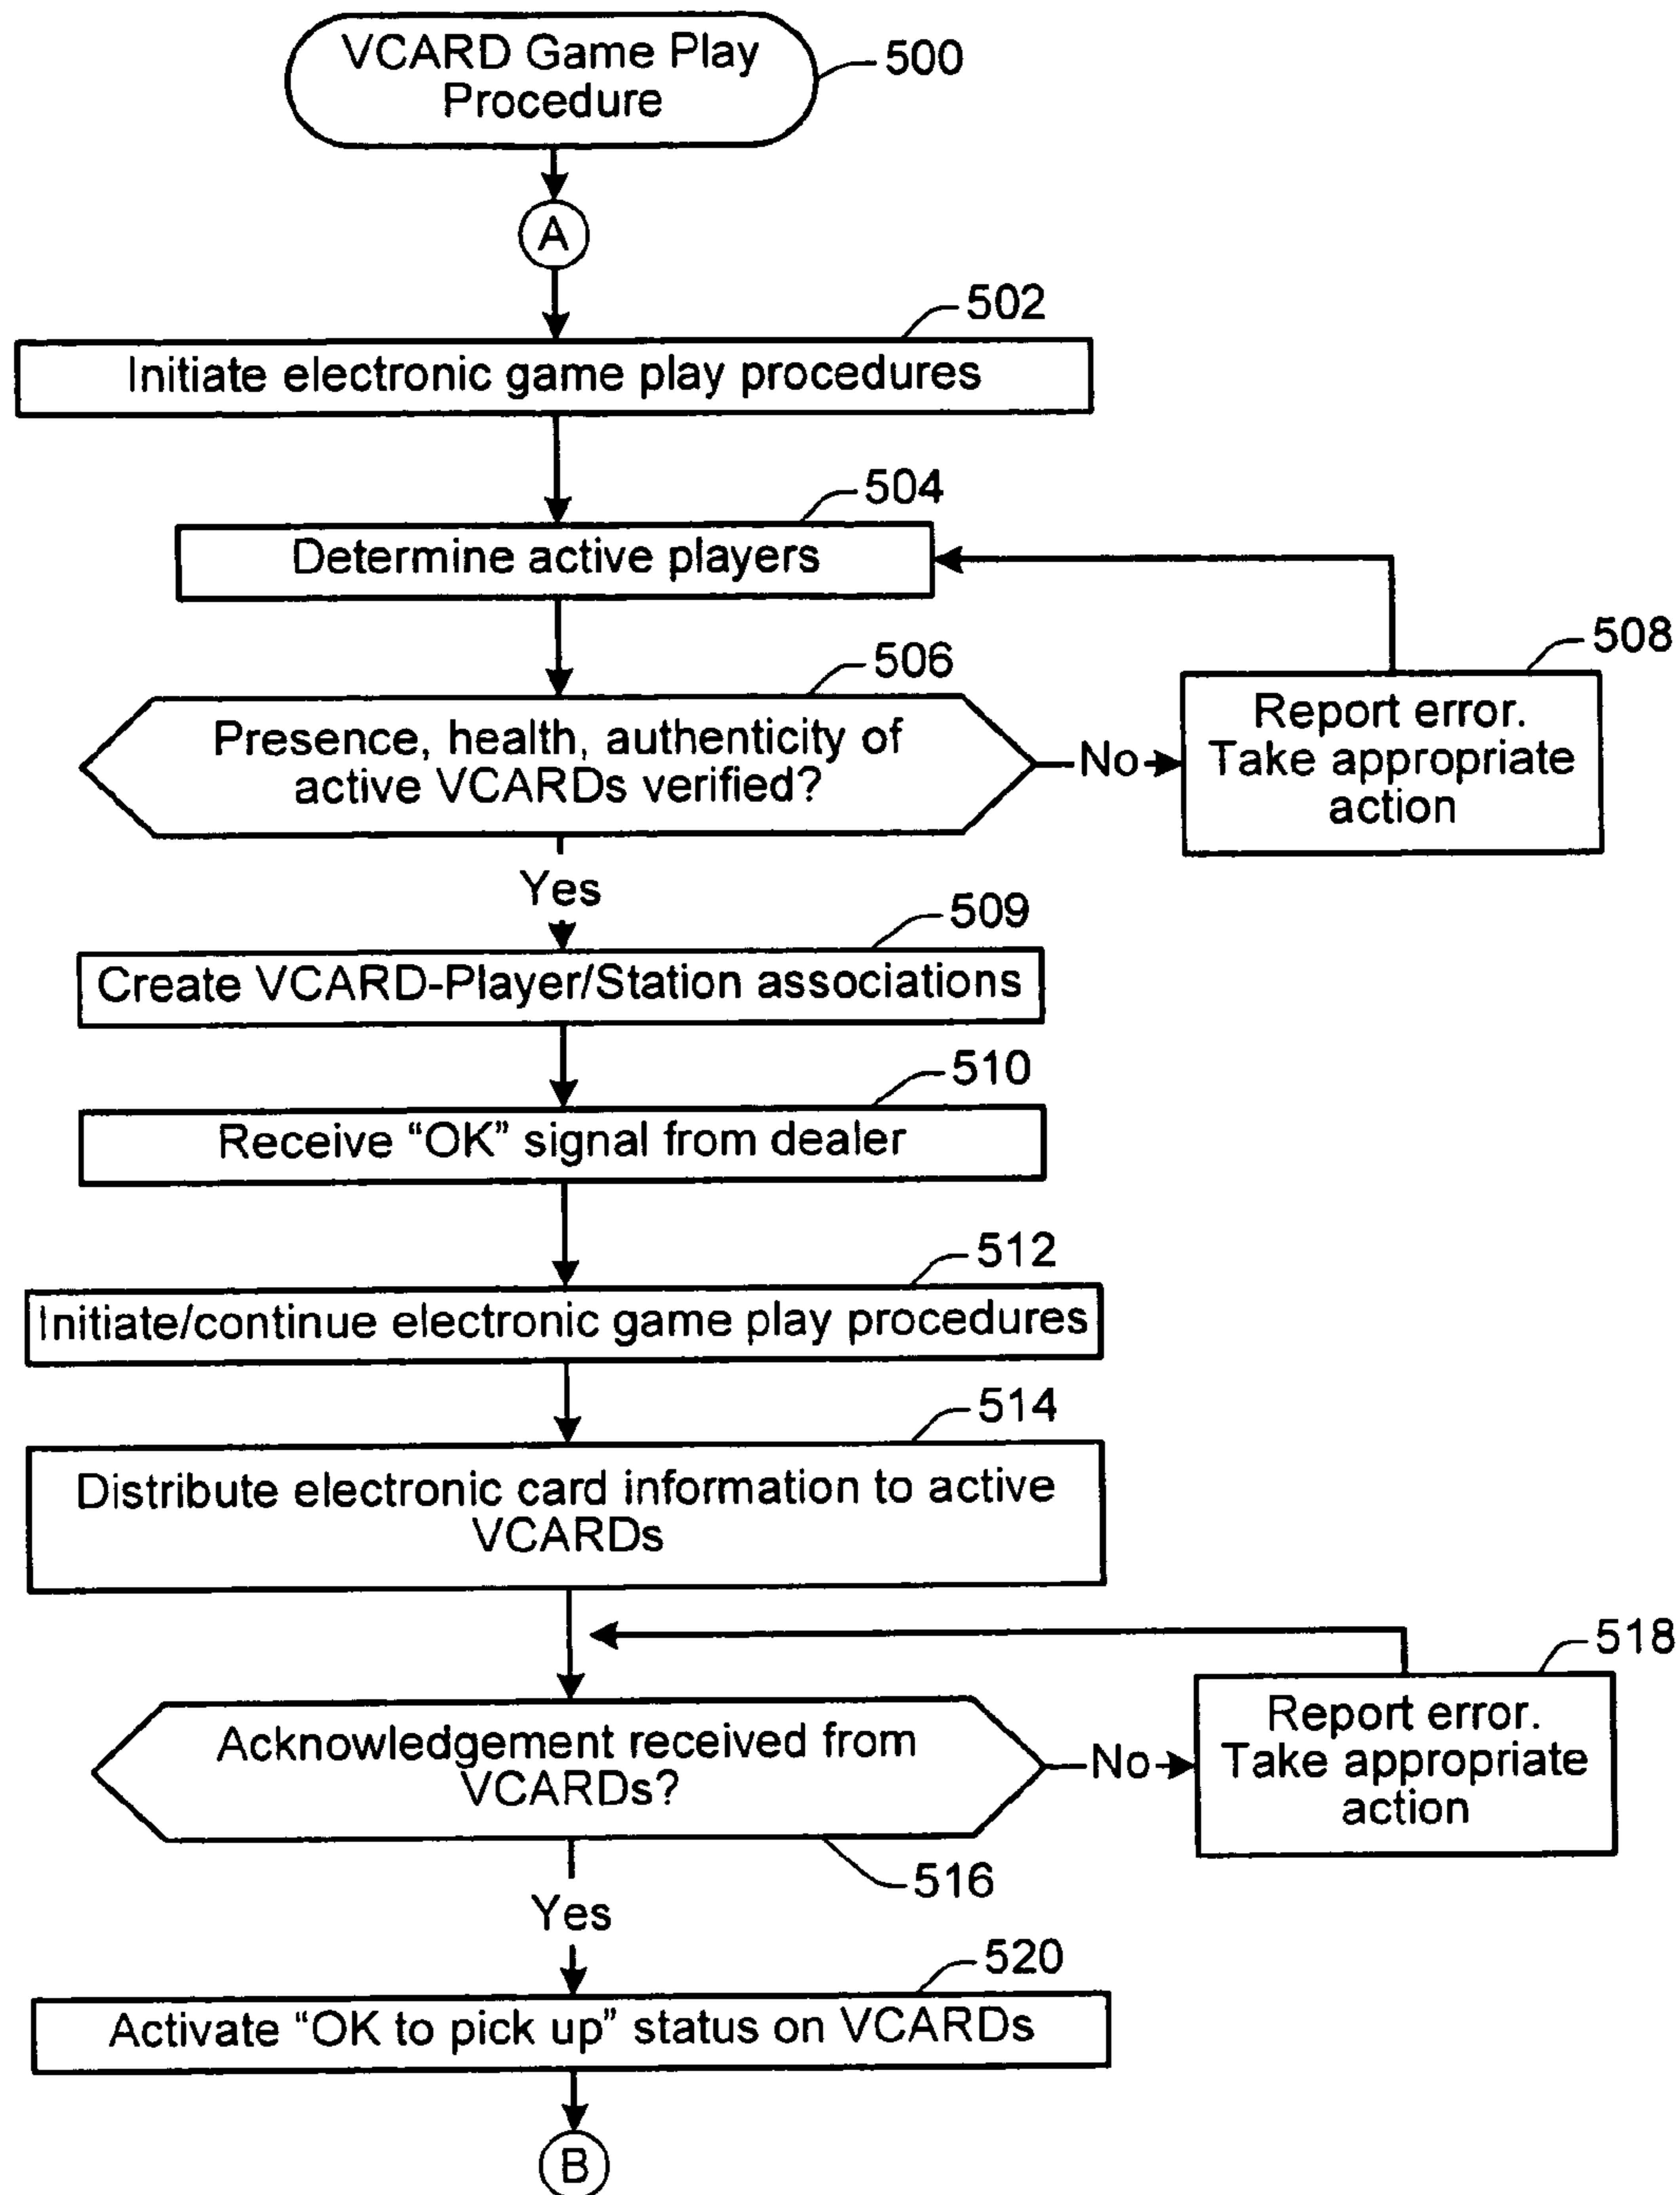 VCARD Game Play
Procedure
500
A
502
Initiate electronic game play procedures
504
Determine active players
506
Presence, health, authenticity of
active VCARDs verified?
No
508
Report error.
Take appropriate
action
Yes
509
Create VCARD-Player/Station associations
510
Receive “OK” signal from dealer
512
Initiate/continue electronic game play procedures
514
Distribute electronic card information to active
VCARDs
Acknowledgement received from
VCARDs?
516
No
518
Report error.
Take appropriate
action
Yes
520
Activate “OK to pick up” status on VCARDs
B